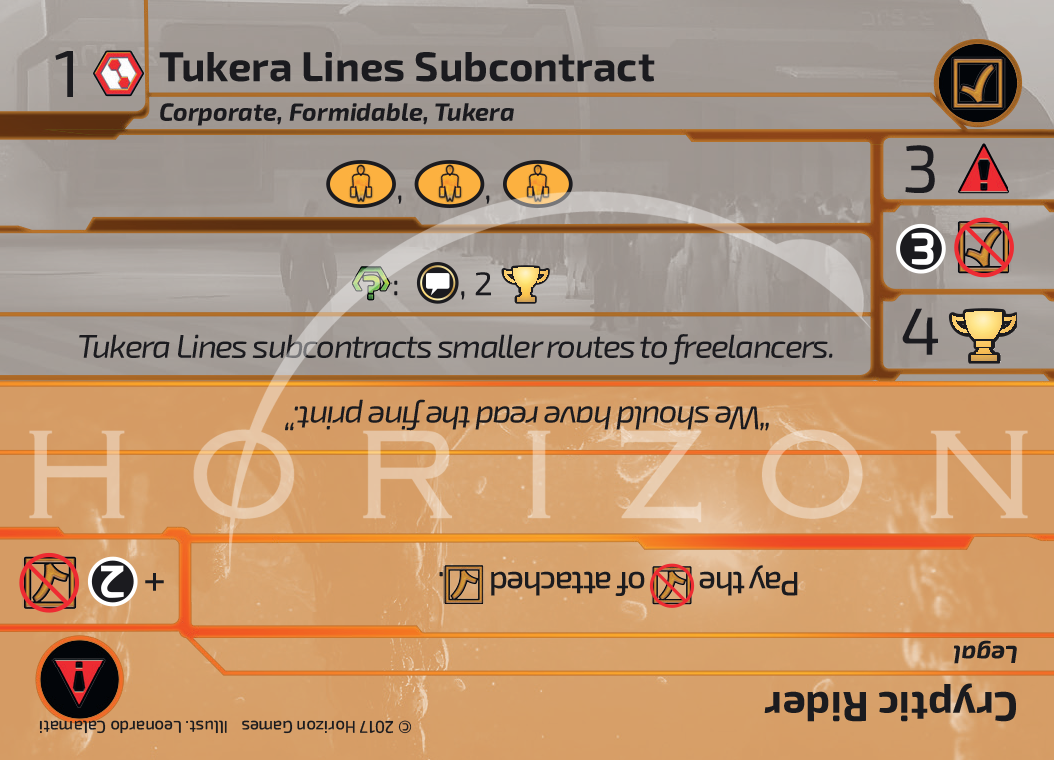 1 Tukera Lines Subcontract
Corporate, Formidable, Tukera
3
, ,
3
: , 2
4
Tukera Lines subcontracts smaller routes to freelancers.
HORIZON
Cryptic Rider
Legal
Pay the of attached .
+ 2
"We should have read the fine print."
© 2017 Horizon Games Illust. Leonardo Calamati